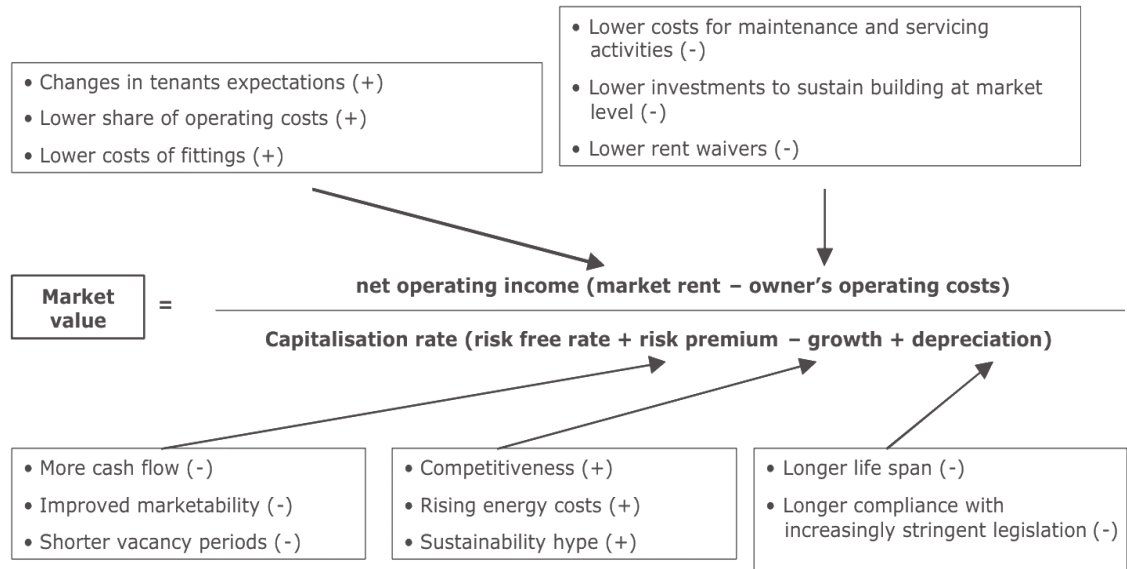 • Lower costs for maintenance and servicing
activities (-)
• Lower investments to sustain building at market
level (-)
• Lower rent waivers (-)
• Changes in tenants expectations (+)
• Lower share of operating costs (+)
• Lower costs of fittings (+)
Market
value
=
net operating income (market rent – owner's operating costs)
Capitalisation rate (risk free rate + risk premium – growth + depreciation)
• More cash flow (-)
• Improved marketability (-)
• Shorter vacancy periods (-)
• Competitiveness (+)
• Rising energy costs (+)
• Sustainability hype (+)
• Longer life span (-)
• Longer compliance with
increasingly stringent legislation (-)